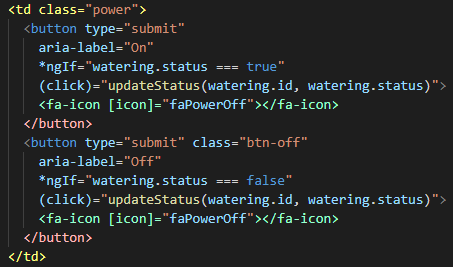 <td class="power">
<button type="submit"
aria-label="On"
*ngIf="watering.status === true"
(click)="updateStatus(watering.id, watering.status)">
<fa-icon [icon]="faPowerOff"></fa-icon>
</button>
<button type="submit" class="btn-off"
aria-label="Off"
*ngIf="watering.status === false"
(click)="updateStatus(watering.id, watering.status)">
<fa-icon [icon]="faPowerOff"></fa-icon>
</button>
</td>